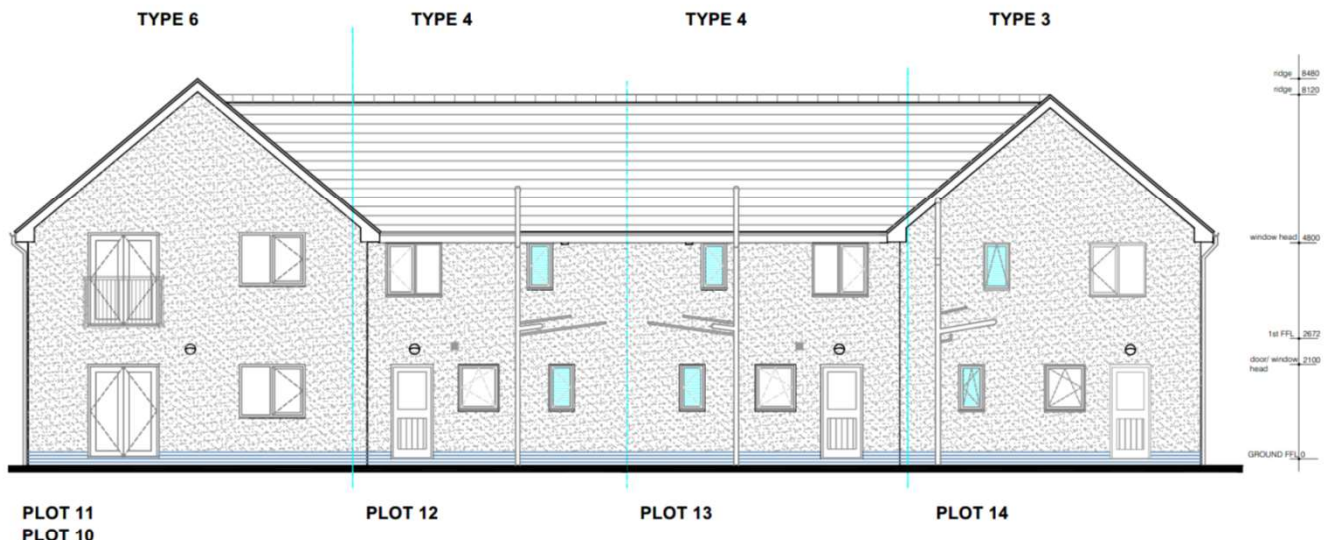 TYPE 6 TYPE 4 TYPE 4 TYPE 3
ridge 8480
ridge 8120
window head 4800
1st FFL 2672
door/ window 2100
head
GROUND FFL 0
PLOT 11 PLOT 12 PLOT 13 PLOT 14
PLOT 10